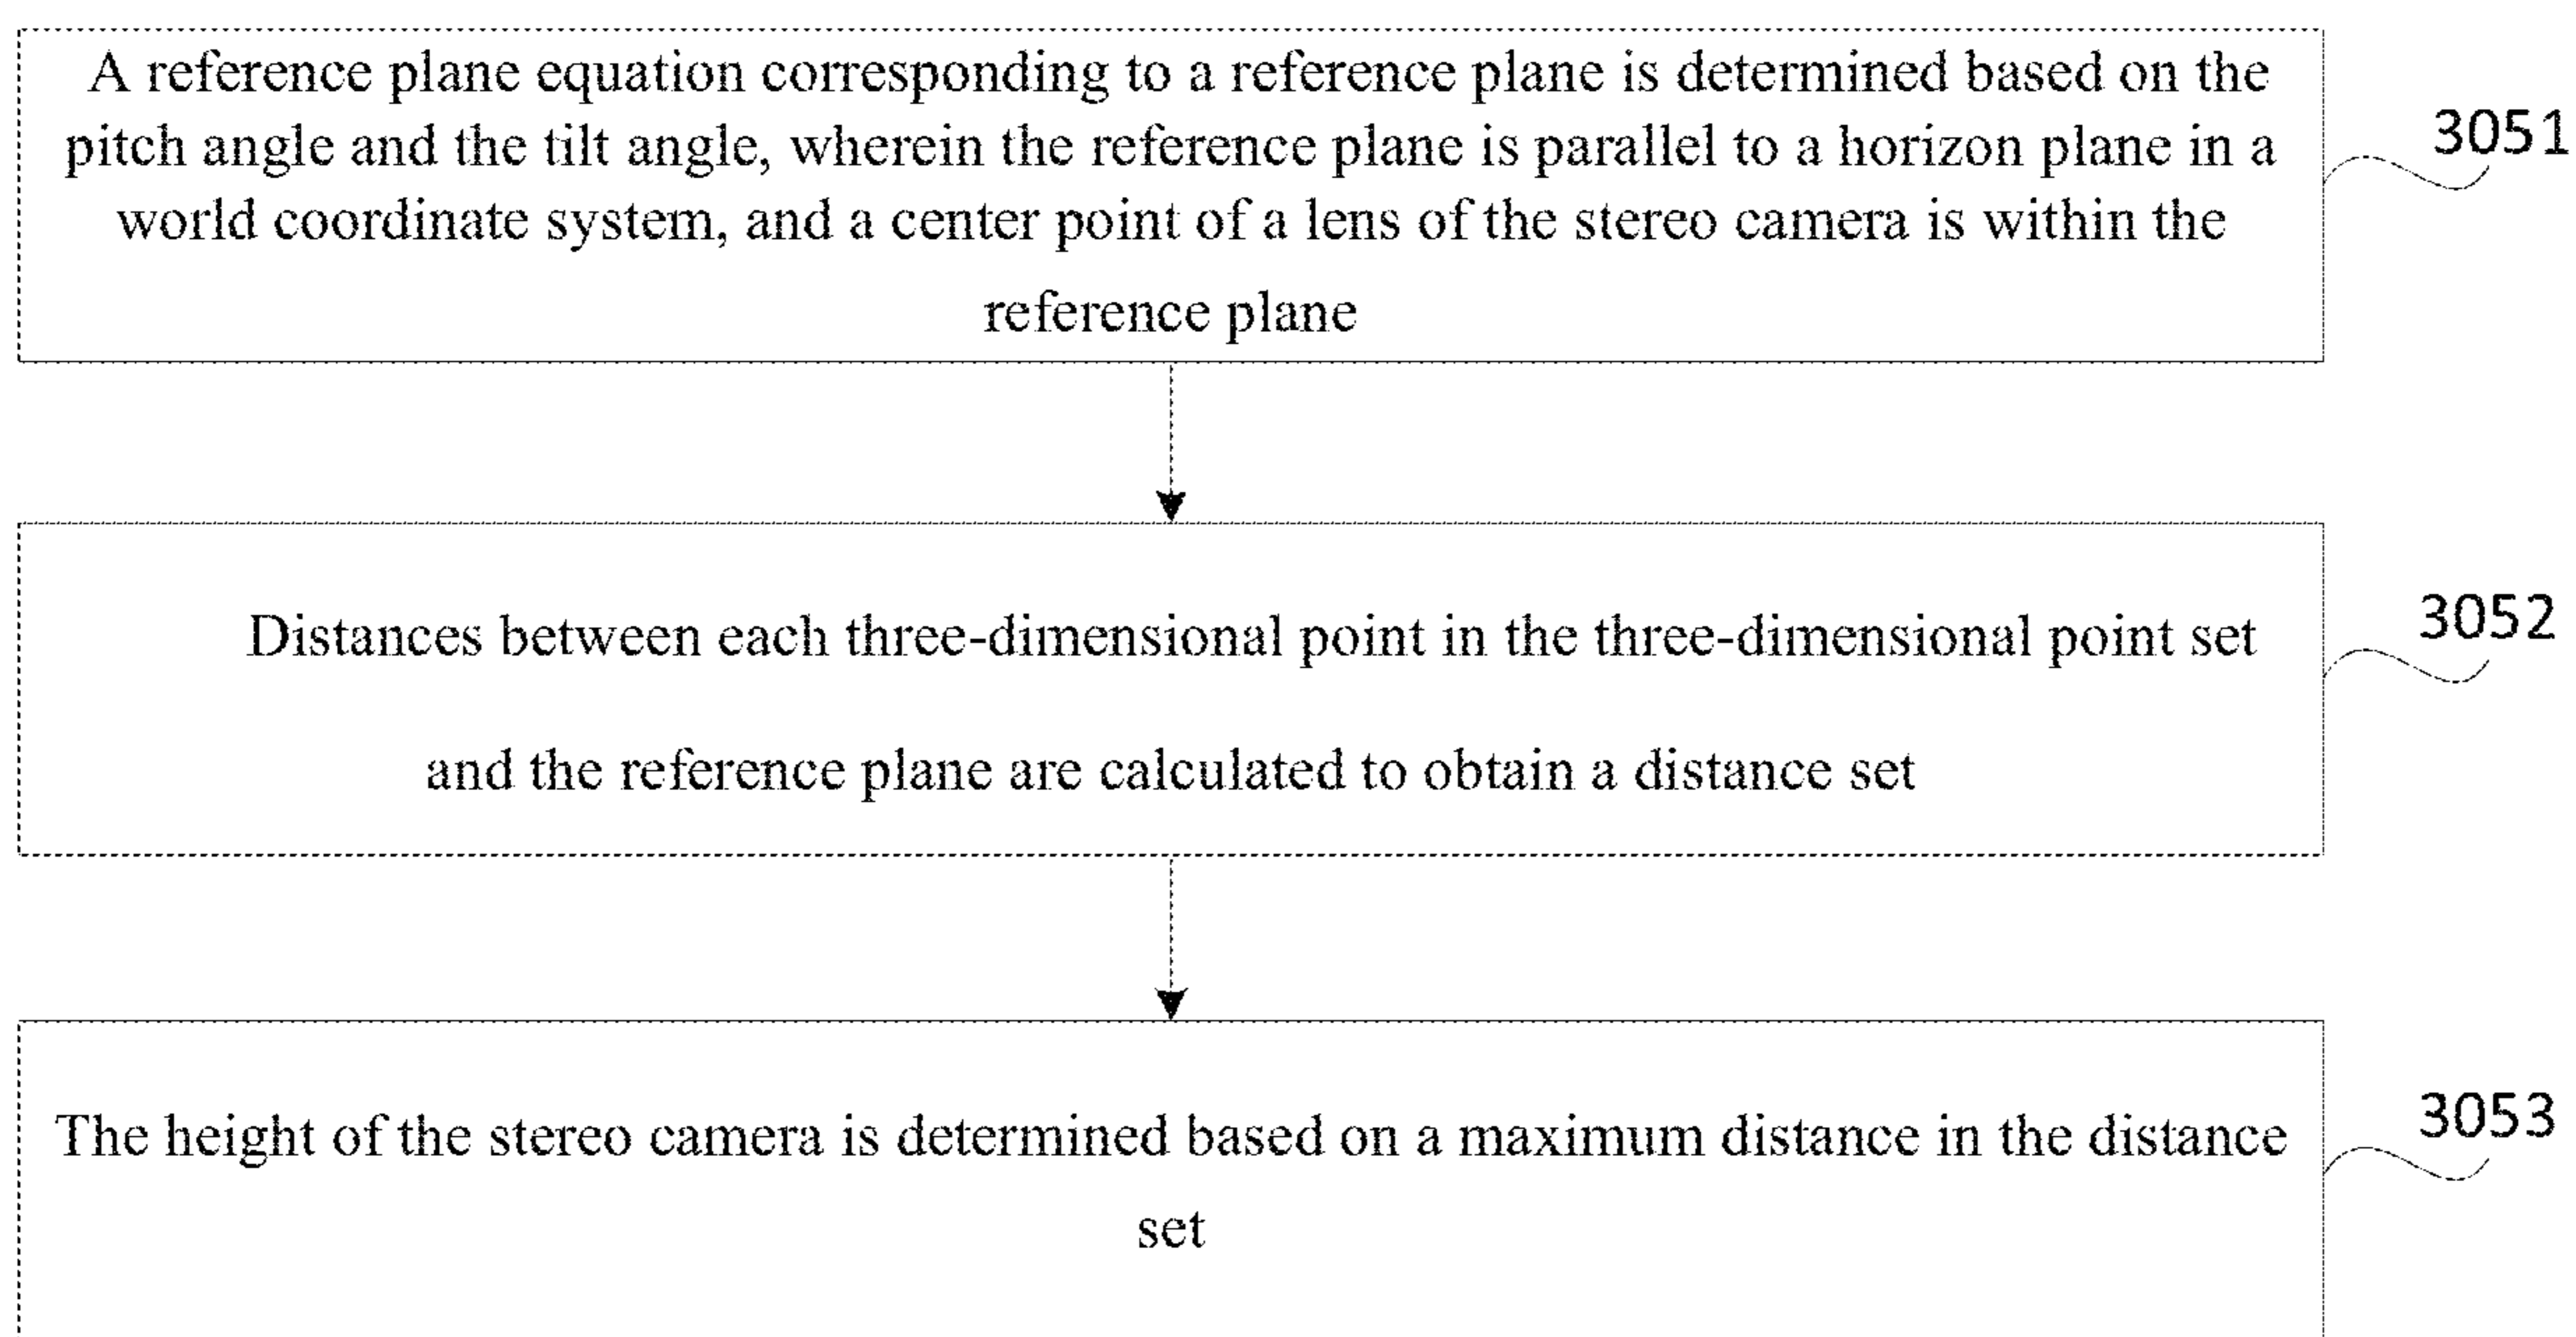 A reference plane equation corresponding to a reference plane is determined based on the
pitch angle and the tilt angle, wherein the reference plane is parallel to a horizon plane in a
world coordinate system, and a center point of a lens of the stereo camera is within the
reference plane
3051
Distances between each three-dimensional point in the three-dimensional point set
and the reference plane are calculated to obtain a distance set
3052
The height of the stereo camera is determined based on a maximum distance in the distance
set
3053